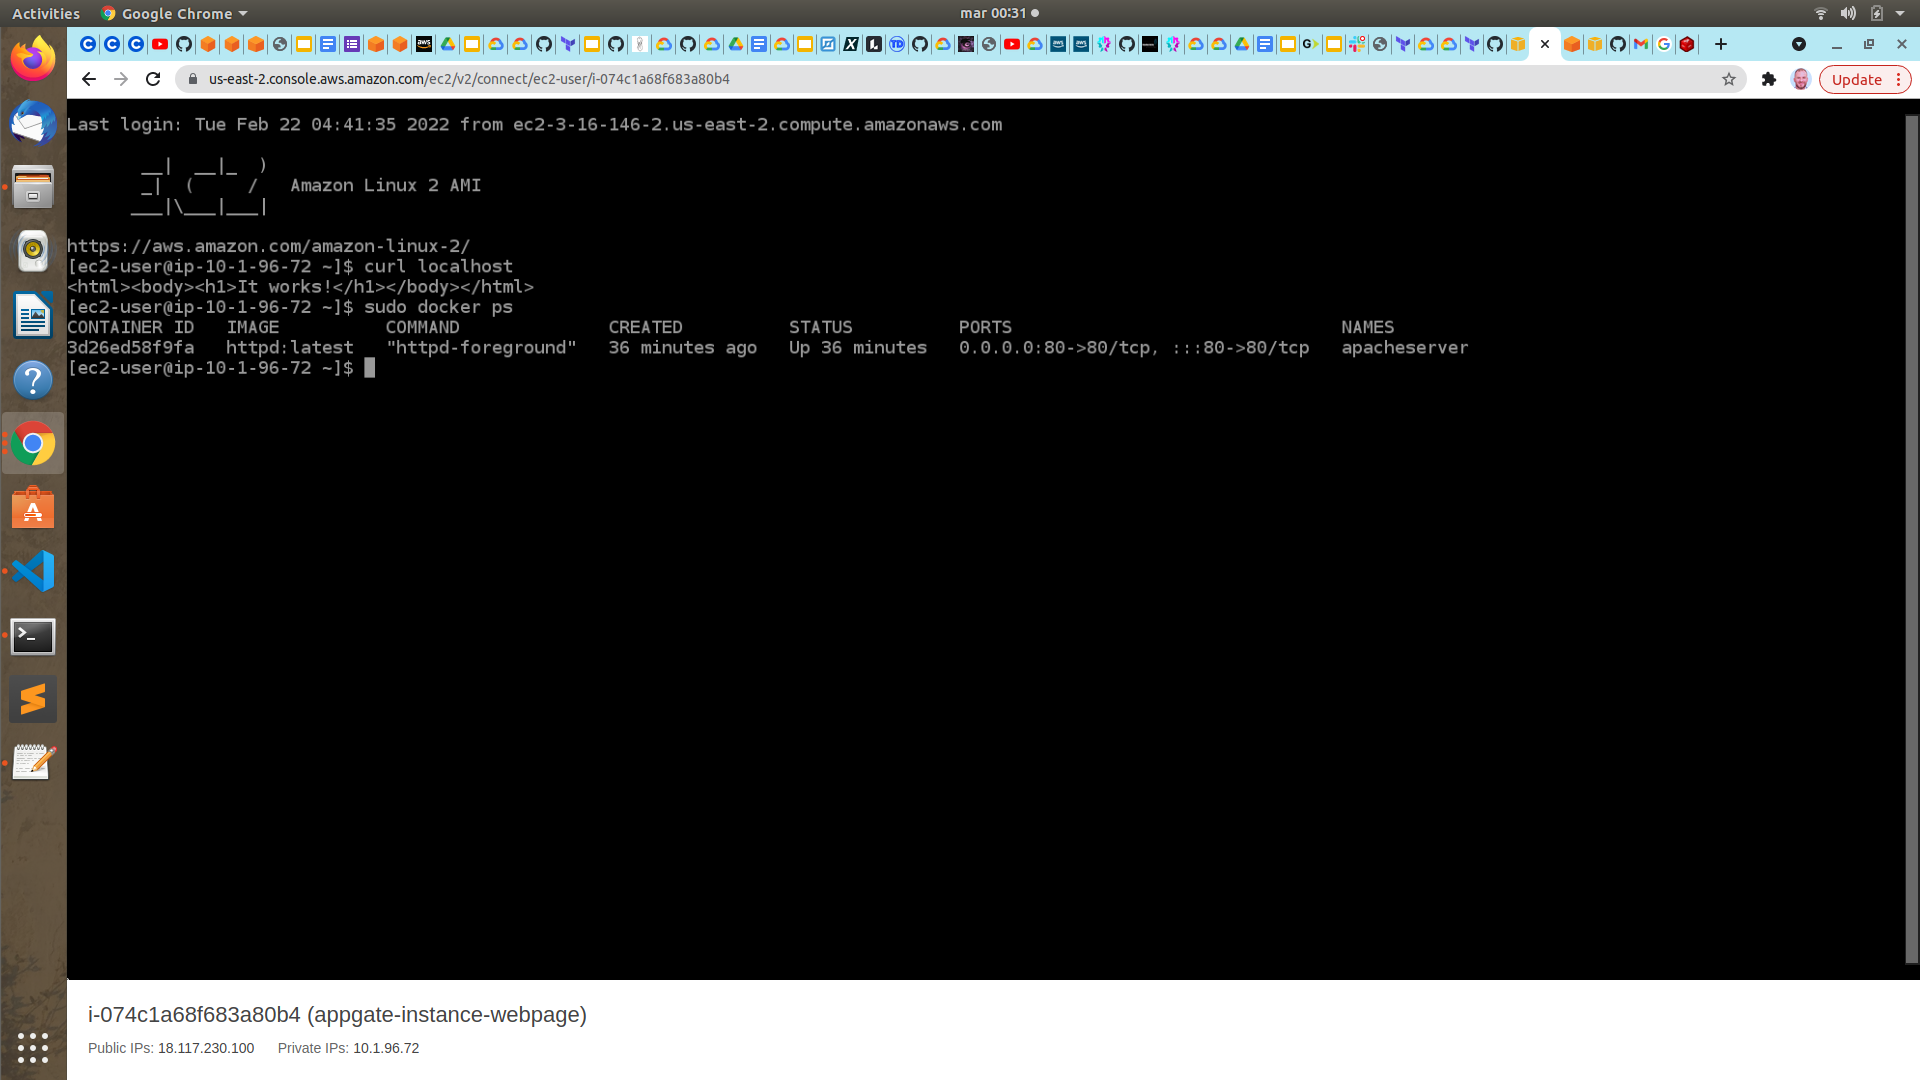 Activities
Google Chrome
mar 00:31
us-east-2.console.aws.amazon.com/ec2/v2/connect/ec2-user/i-074c1a68f683a80b4
Update
Last login: Tue Feb 22 04:41:35 2022 from ec2-3-16-146-2.us-east-2.compute.amazonaws.com
__|  __|_  )
_|  (     /   Amazon Linux 2 AMI
___|\___|___|
https://aws.amazon.com/amazon-linux-2/
[ec2-user@ip-10-1-96-72 ~]$ curl localhost
<html><body><h1>It works!</h1></body></html>
[ec2-user@ip-10-1-96-72 ~]$ sudo docker ps
CONTAINER ID   IMAGE          COMMAND              CREATED          STATUS          PORTS                               NAMES
3d26ed58f9fa   httpd:latest   "httpd-foreground"   36 minutes ago   Up 36 minutes   0.0.0.0:80->80/tcp, :::80->80/tcp   apacheserver
[ec2-user@ip-10-1-96-72 ~]$
i-074c1a68f683a80b4 (appgate-instance-webpage)
Public IPs: 18.117.230.100 Private IPs: 10.1.96.72